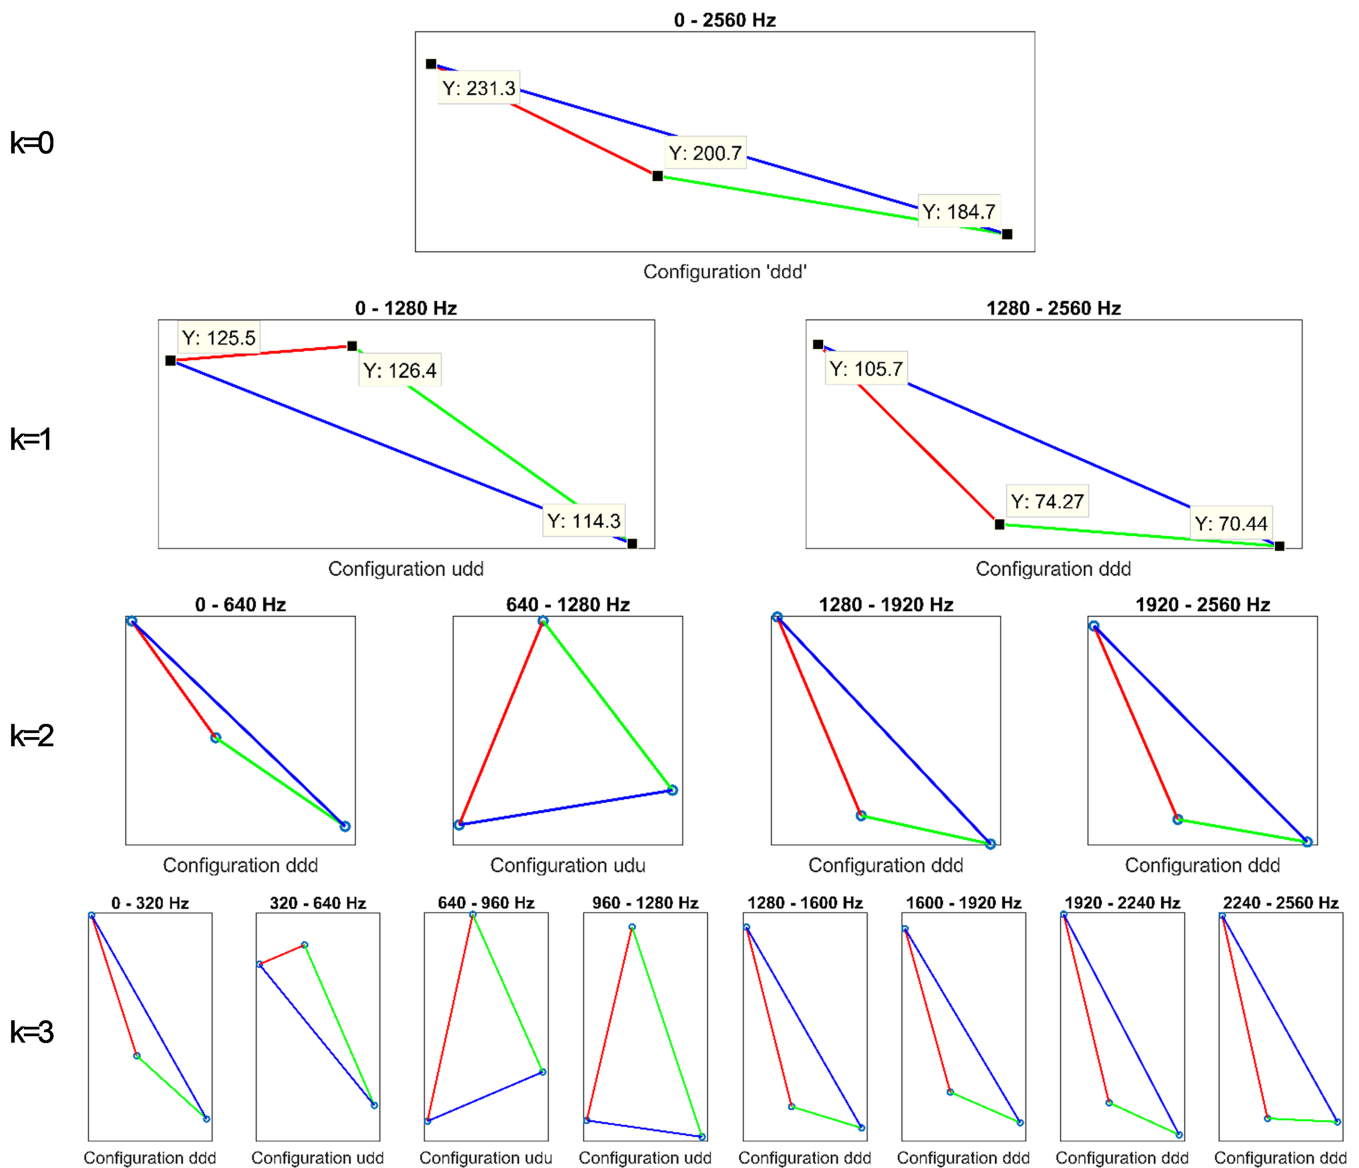 0 - 2560 Hz
k=0
Y: 231.3
Y: 200.7
Y: 184.7
Configuration 'ddd'
0 - 1280 Hz
1280 - 2560 Hz
k=1
Y: 125.5
Y: 126.4
Y: 114.3
Y: 105.7
Y: 74.27
Y: 70.44
Configuration udd
Configuration ddd
0 - 640 Hz
640 - 1280 Hz
1280 - 1920 Hz
1920 - 2560 Hz
k=2
Configuration ddd
Configuration udu
Configuration ddd
Configuration ddd
0 - 320 Hz
320 - 640 Hz
640 - 960 Hz
960 - 1280 Hz
1280 - 1600 Hz
1600 - 1920 Hz
1920 - 2240 Hz
2240 - 2560 Hz
k=3
Configuration ddd
Configuration udd
Configuration udu
Configuration udd
Configuration ddd
Configuration ddd
Configuration ddd
Configuration ddd